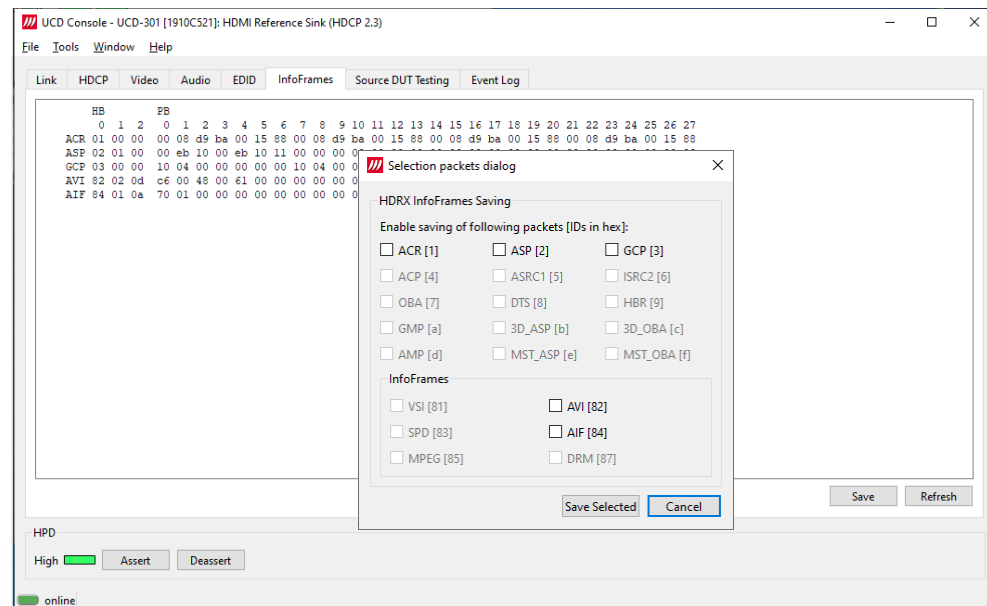 UCD Console - UCD-301 [1910C521]: HDMI Reference Sink (HDCP 2.3)
File Tools Window Help
Link HDCP Video Audio EDID InfoFrames Source DUT Testing Event Log
HB PB
0 1 2 0 1 2 3 4 5 6 7 8 9 10 11 12 13 14 15 16 17 18 19 20 21 22 23 24 25 26 27
ACR 01 00 00 00 08 d9 ba 00 15 88 00 08 d9 ba 00 15 88 00 08 d9 ba 00 15 88 00 08 d9 ba 00 15 88
ASP 02 01 00 00 eb 10 00 eb 10 11 00 00 00
GCP 03 00 00 10 04 00 00 00 00 00 10 04 00
AVI 82 02 0d c6 00 48 00 61 00 00 00 00 00
AIF 84 01 0a 70 01 00 00 00 00 00 00 00 00
Selection packets dialog
HDRX InfoFrames Saving
Enable saving of following packets [IDs in hex]:
ACR [1] ASP [2] GCP [3]
ACP [4] ASRC1 [5] ISRC2 [6]
OBA [7] DTS [8] HBR [9]
GMP [a] 3D_ASP [b] 3D_OBA [c]
AMP [d] MST_ASP [e] MST_OBA [f]
InfoFrames
VSI [81] AVI [82]
SPD [83] AIF [84]
MPEG [85] DRM [87]
Save Selected Cancel
Save Refresh
HPD
High Assert Deassert
online